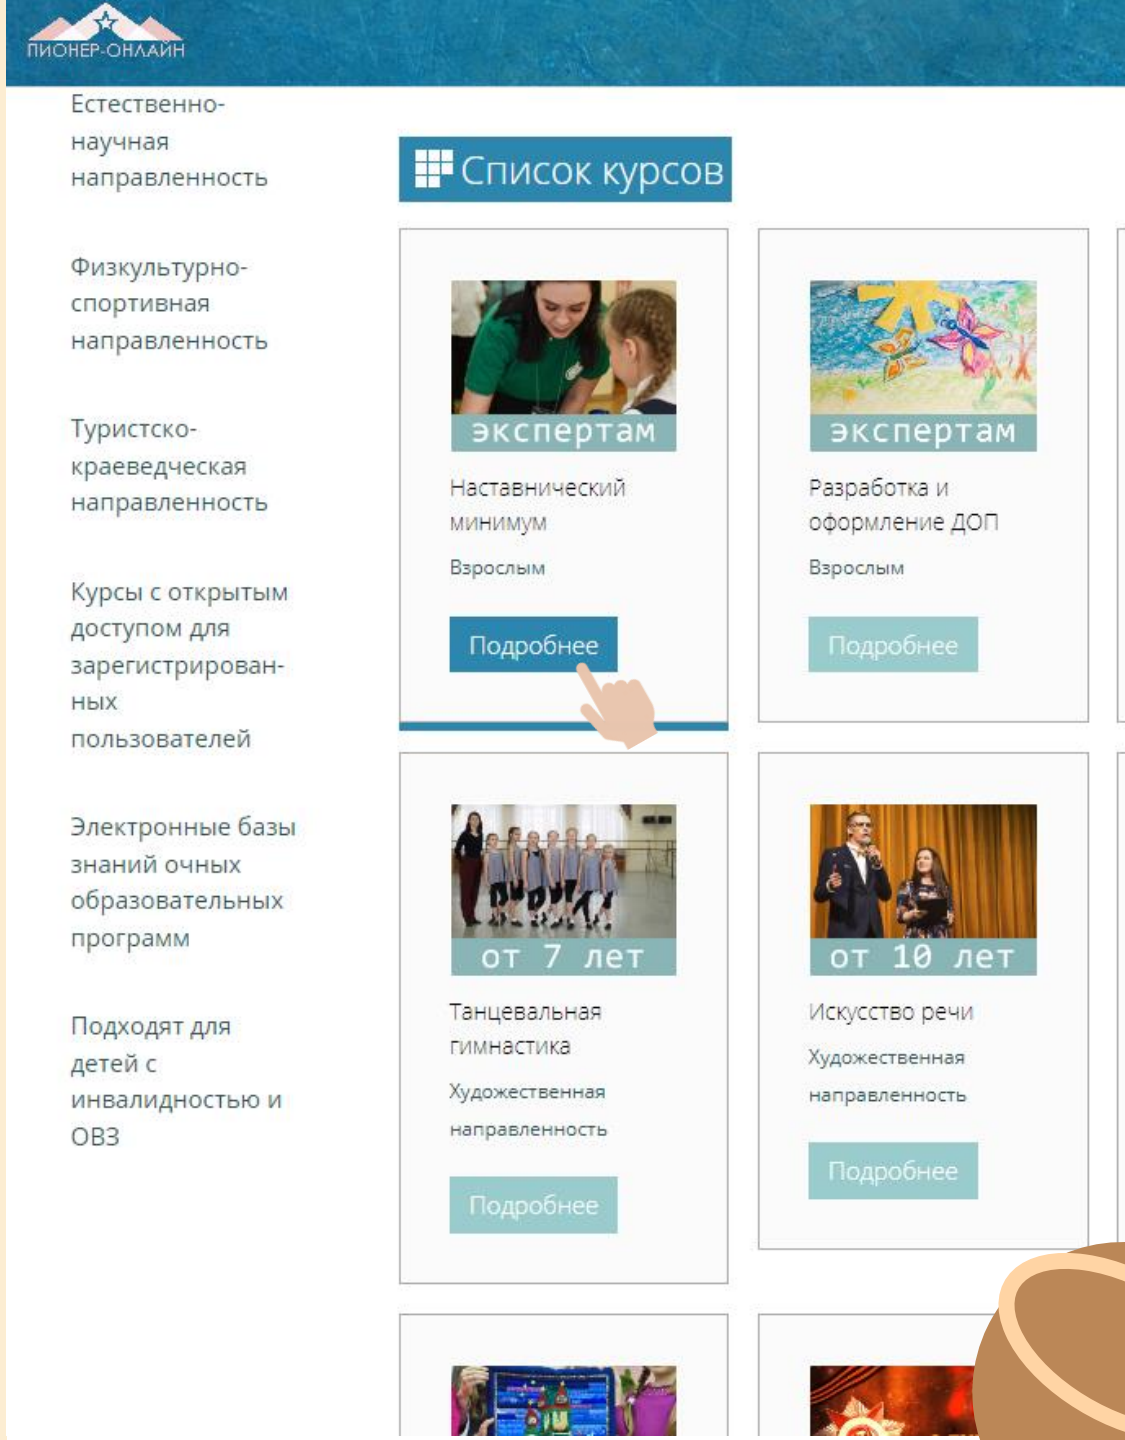 ПИОНЕР-ОНЛАЙН
Естественно-
научная
направленность
Физкультурно-
спортивная
направленность
Туристско-
краеведческая
направленность
Курсы с открытым
доступом для
зарегистрирован-
ных
пользователей
Электронные базы
знаний очных
образовательных
программ
Подходят для
детей с
инвалидностью и
ОВЗ
Список курсов
экспертам
Наставнический
минимум
Взрослым
Подробнее
экспертам
Разработка и
оформление ДОП
Взрослым
Подробнее
от 7 лет
Танцевальная
гимнастика
Художественная
направленность
Подробнее
от 10 лет
Искусство речи
Художественная
направленность
Подробнее